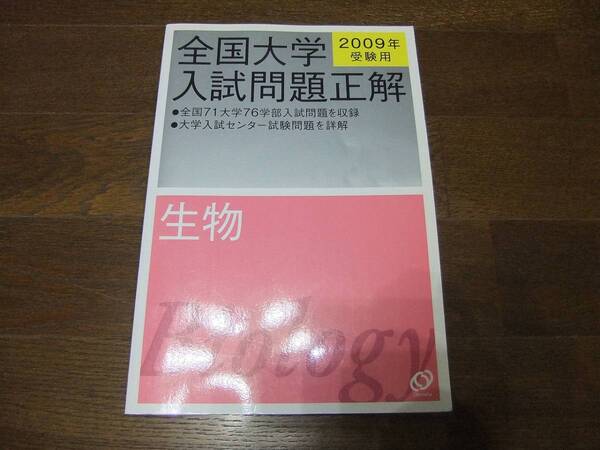 全国大学
2009年
受験用
入試問題正解
●全国71大学76学部入試問題を収録
●大学入試センター試験問題を詳解
生物
Biology